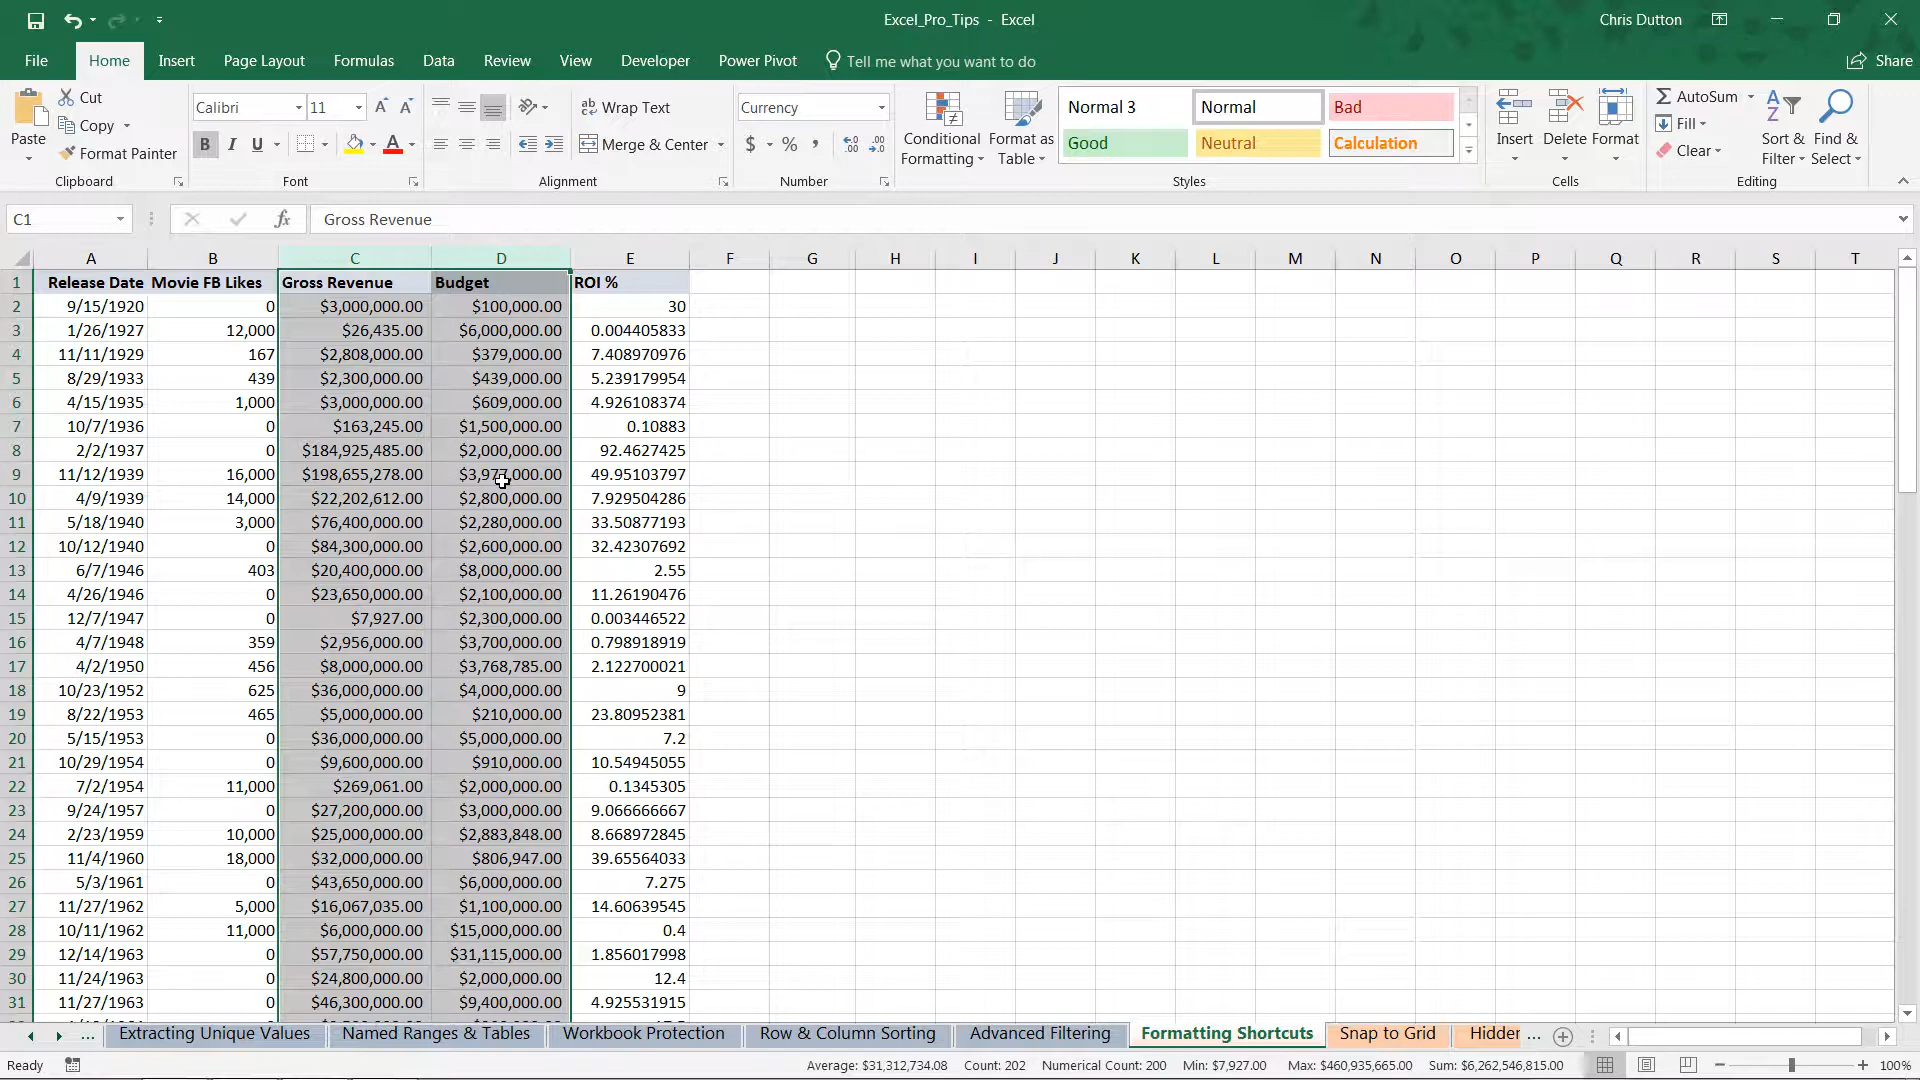 Excel_Pro_Tips - Excel
Chris Dutton
File Home Insert Page Layout Formulas Data Review View Developer Power Pivot Tell me what you want to do Share
Paste
Cut
Copy
Format Painter
Clipboard
Calibri 11
B I U
Font
Wrap Text
Merge & Center
Alignment
Currency
$ % ,
Number
Conditional Formatting
Format as Table
Normal 3 Normal Bad
Good Neutral Calculation
Styles
Insert Delete Format
Cells
AutoSum
Fill
Clear
Sort & Filter
Find & Select
Editing
C1 fx Gross Revenue
A B C D E F G H I J K L M N O P Q R S T
1 Release Date Movie FB Likes Gross Revenue Budget ROI %
2 9/15/1920 0 $3,000,000.00 $100,000.00 30
3 1/26/1927 12,000 $26,435.00 $6,000,000.00 0.004405833
4 11/11/1929 167 $2,808,000.00 $379,000.00 7.408970976
5 8/29/1933 439 $2,300,000.00 $439,000.00 5.239179954
6 4/15/1935 1,000 $3,000,000.00 $609,000.00 4.926108374
7 10/7/1936 0 $163,245.00 $1,500,000.00 0.10883
8 2/2/1937 0 $184,925,485.00 $2,000,000.00 92.4627425
9 11/12/1939 16,000 $198,655,278.00 $3,977,000.00 49.95103797
10 4/9/1939 14,000 $22,202,612.00 $2,800,000.00 7.929504286
11 5/18/1940 3,000 $76,400,000.00 $2,280,000.00 33.50877193
12 10/12/1940 0 $84,300,000.00 $2,600,000.00 32.42307692
13 6/7/1946 403 $20,400,000.00 $8,000,000.00 2.55
14 4/26/1946 0 $23,650,000.00 $2,100,000.00 11.26190476
15 12/7/1947 0 $7,927.00 $2,300,000.00 0.003446522
16 4/7/1948 359 $2,956,000.00 $3,700,000.00 0.798918919
17 4/2/1950 456 $8,000,000.00 $3,768,785.00 2.122700021
18 10/23/1952 625 $36,000,000.00 $4,000,000.00 9
19 8/22/1953 465 $5,000,000.00 $210,000.00 23.80952381
20 5/15/1953 0 $36,000,000.00 $5,000,000.00 7.2
21 10/29/1954 0 $9,600,000.00 $910,000.00 10.54945055
22 7/2/1954 11,000 $269,061.00 $2,000,000.00 0.1345305
23 9/24/1957 0 $27,200,000.00 $3,000,000.00 9.066666667
24 2/23/1959 10,000 $25,000,000.00 $2,883,848.00 8.668972845
25 11/4/1960 18,000 $32,000,000.00 $806,947.00 39.65564033
26 5/3/1961 0 $43,650,000.00 $6,000,000.00 7.275
27 11/27/1962 5,000 $16,067,035.00 $1,100,000.00 14.60639545
28 10/11/1962 11,000 $6,000,000.00 $15,000,000.00 0.4
29 12/14/1963 0 $57,750,000.00 $31,115,000.00 1.856017998
30 11/24/1963 0 $24,800,000.00 $2,000,000.00 12.4
31 11/27/1963 0 $46,300,000.00 $9,400,000.00 4.925531915
... Extracting Unique Values Named Ranges & Tables Workbook Protection Row & Column Sorting Advanced Filtering Formatting Shortcuts Snap to Grid Hidden ...
Ready Average: $31,312,734.08 Count: 202 Numerical Count: 200 Min: $7,927.00 Max: $460,935,665.00 Sum: $6,262,546,815.00 100%